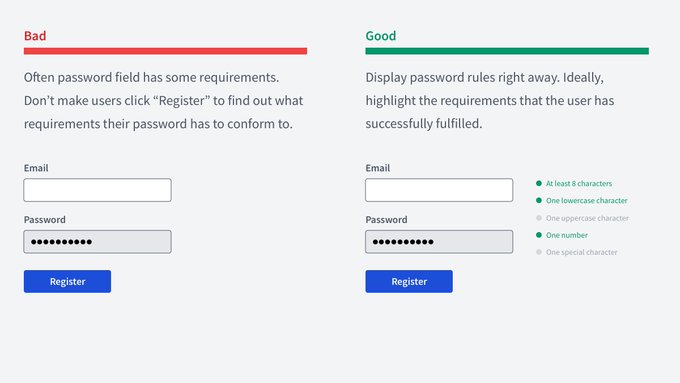 Bad
Often password field has some requirements.
Don’t make users click “Register” to find out what
requirements their password has to conform to.
Email
Password
Register
Good
Display password rules right away. Ideally,
highlight the requirements that the user has
successfully fulfilled.
Email
Password
Register
At least 8 characters
One lowercase character
One uppercase character
One number
One special character